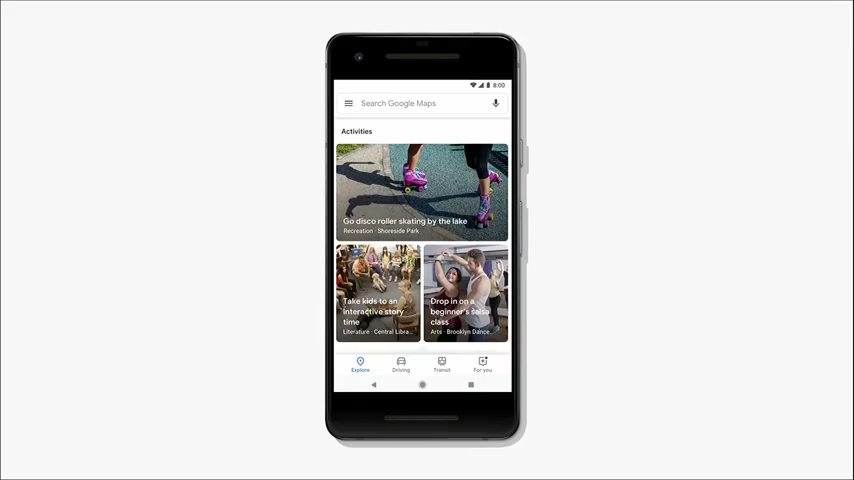 8:00
Search Google Maps
Activities
Go disco roller skating by the lake
Recreation · Shoreside Park
Take kids to an
interactive story
time
Literature · Central Libra...
Drop in on a
beginner's salsa
class
Arts · Brooklyn Dance...
Explore
Driving
Transit
For you